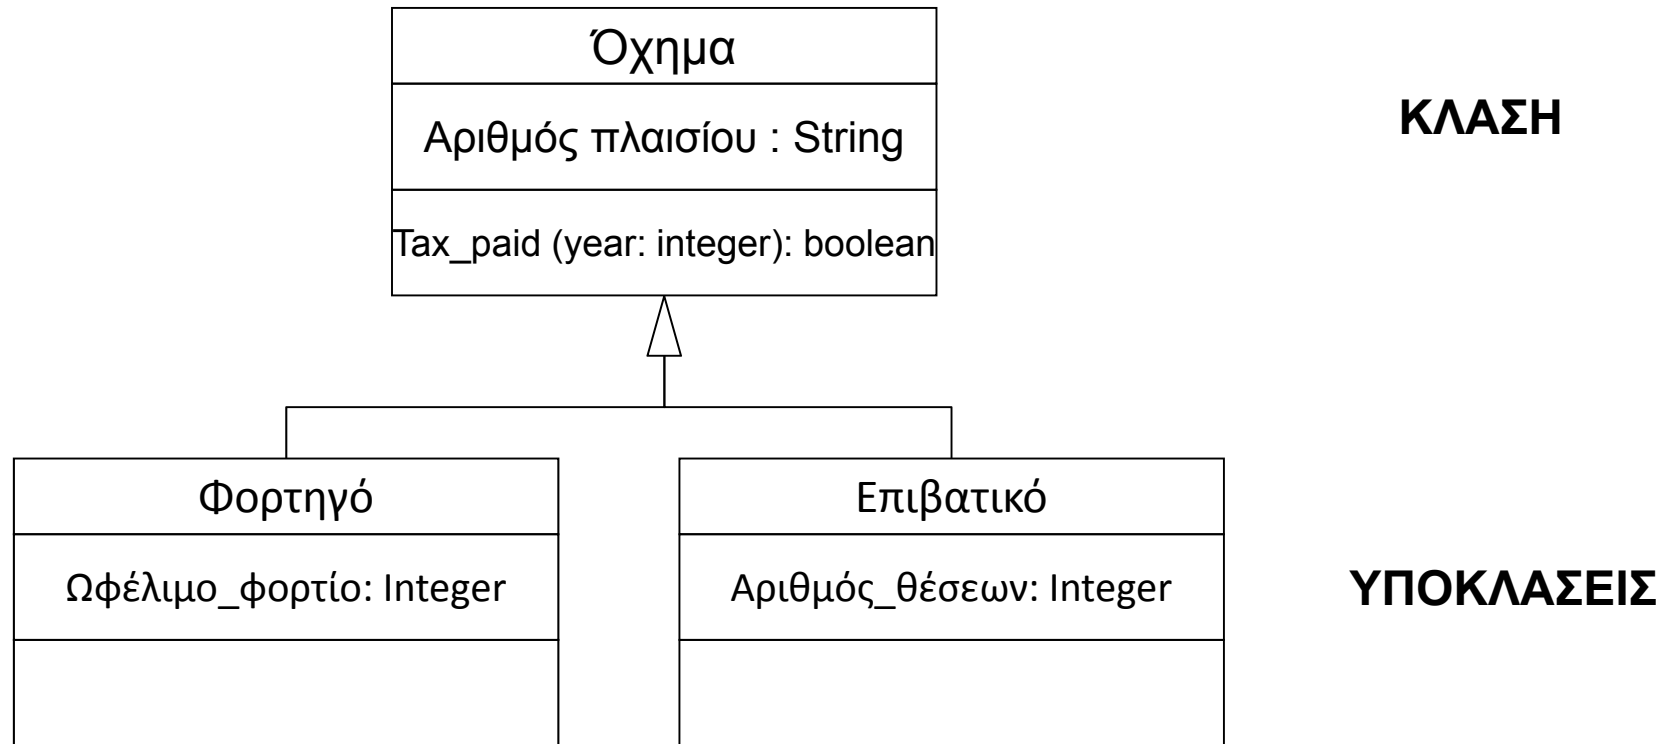 Όχημα
Αριθμός πλαισίου : String
ΚΛΑΣΗ
Tax_paid (year: integer): boolean
Φορτηγό
Επιβατικό
Ωφέλιμο_φορτίο: Integer
Αριθμός_θέσεων: Integer
ΥΠΟΚΛΑΣΕΙΣ